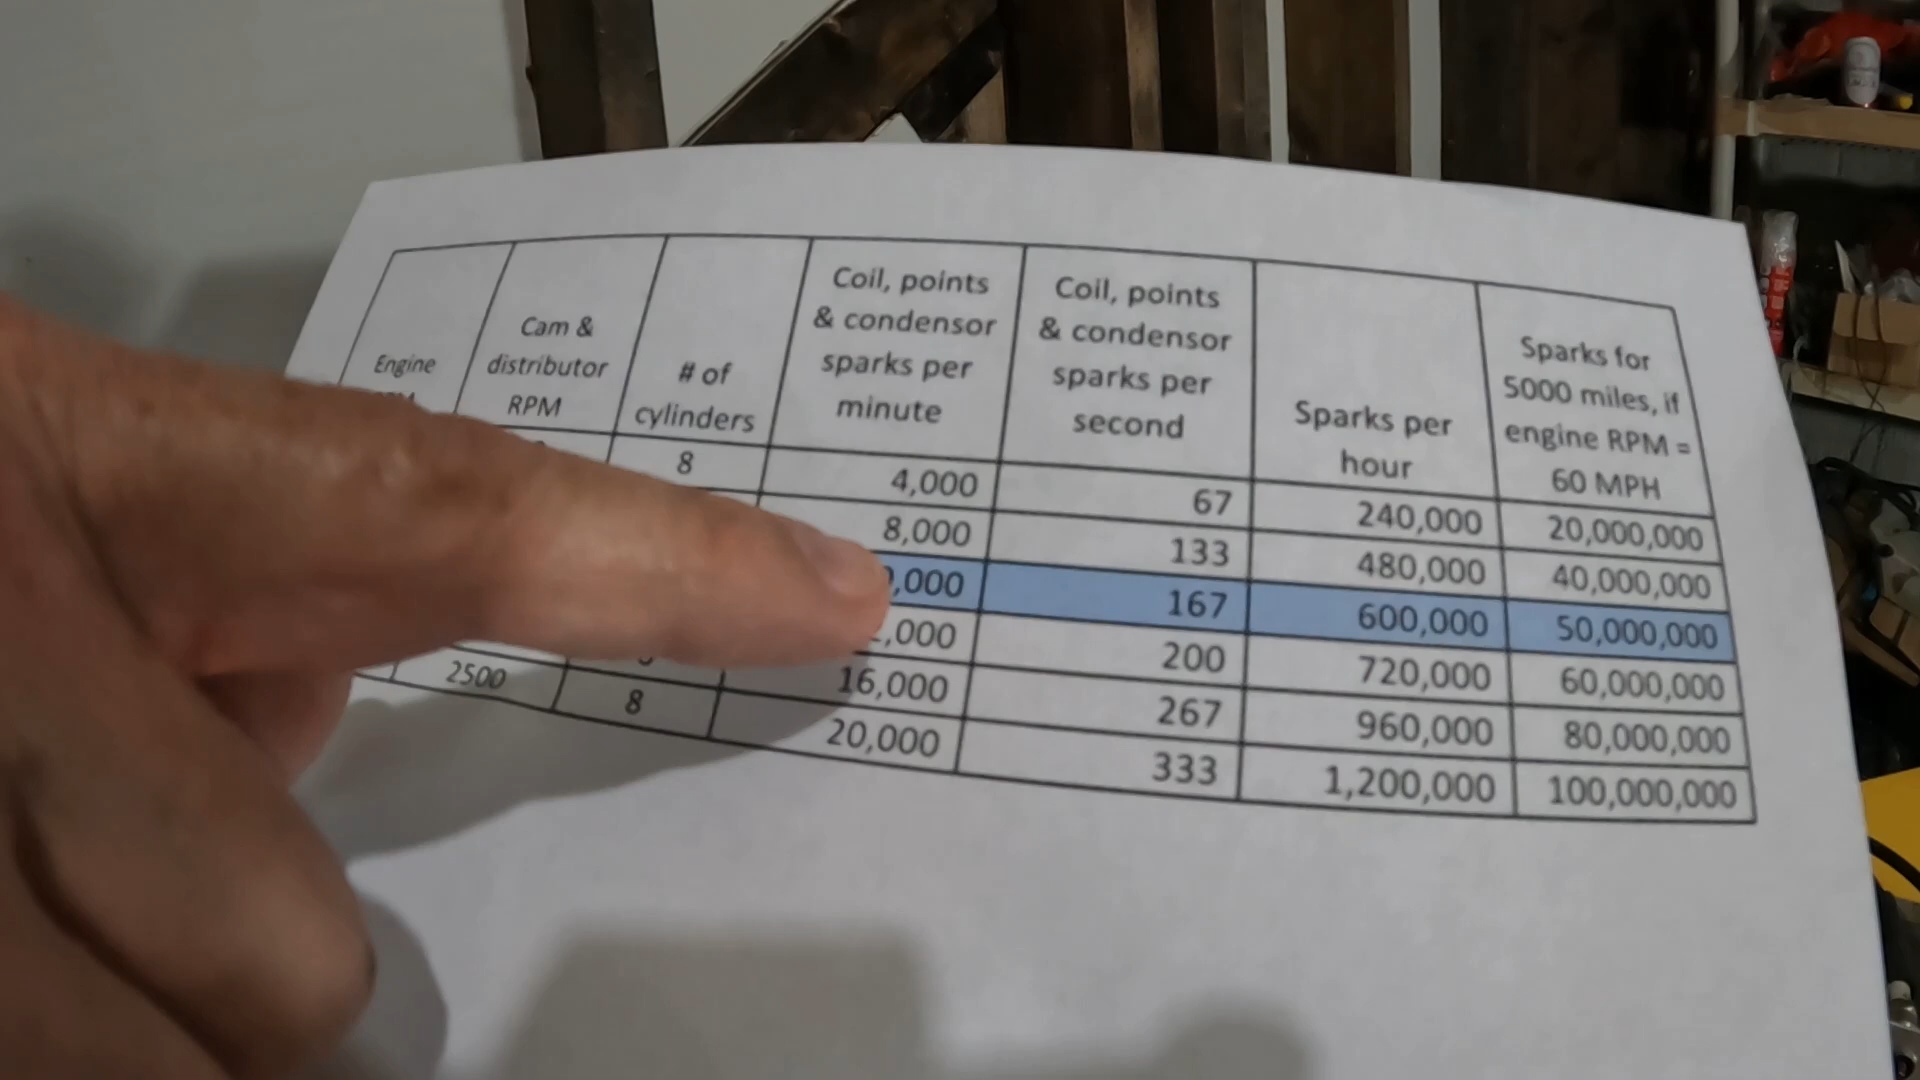 Engine
Cam &
distributor
RPM
# of
cylinders
Coil, points
& condensor
sparks per
minute
Coil, points
& condensor
sparks per
second
Sparks per
hour
Sparks for
5000 miles, if
engine RPM =
60 MPH
8 4,000 67 240,000 20,000,000
8,000 133 480,000 40,000,000
,000 167 600,000 50,000,000
,000 200 720,000 60,000,000
16,000 267 960,000 80,000,000
2500 8 20,000 333 1,200,000 100,000,000